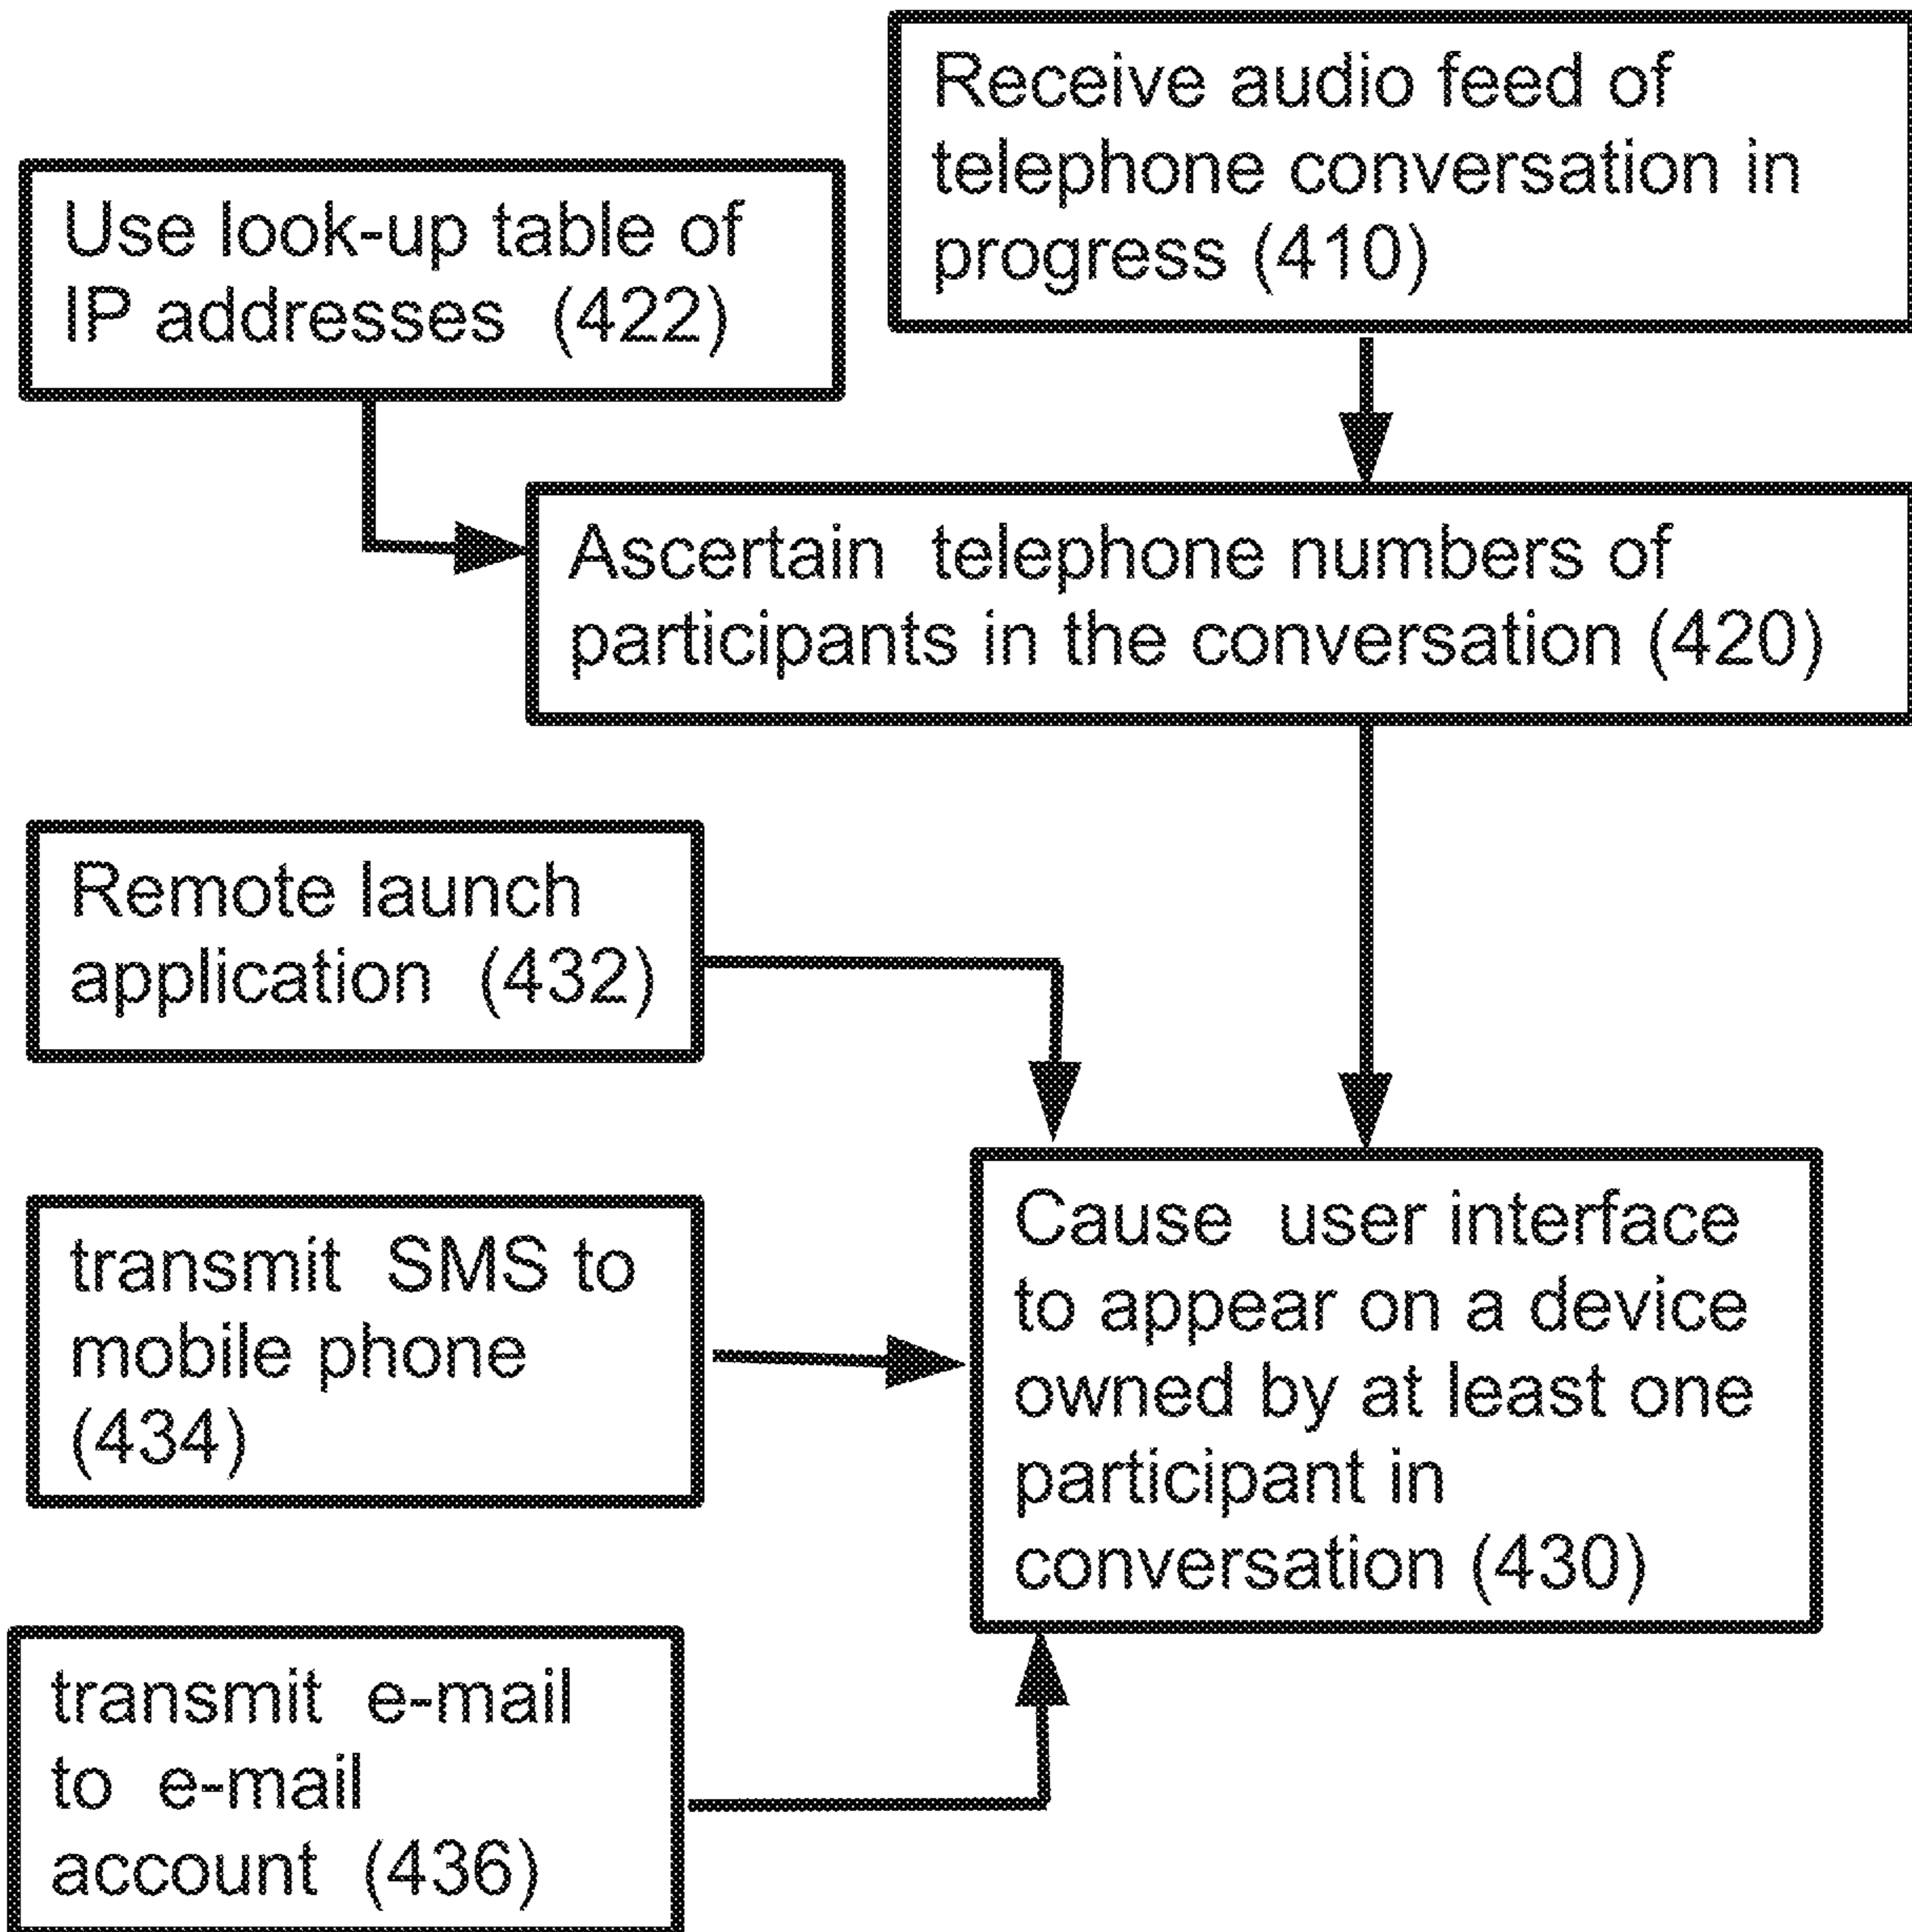 Receive audio feed of
telephone conversation in
progress (410)
Use look-up table of
IP addresses (422)
Ascertain telephone numbers of
participants in the conversation (420)
Remote launch
application (432)
transmit SMS to
mobile phone
(434)
Cause user interface
to appear on a device
owned by at least one
participant in
conversation (430)
transmit e-mail
to e-mail
account (436)